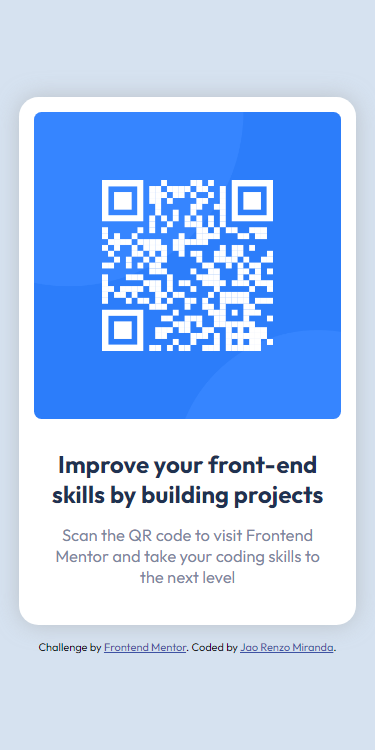 Improve your front-end
skills by building projects
Scan the QR code to visit Frontend
Mentor and take your coding skills to
the next level
Challenge by Frontend Mentor. Coded by Jao Renzo Miranda.